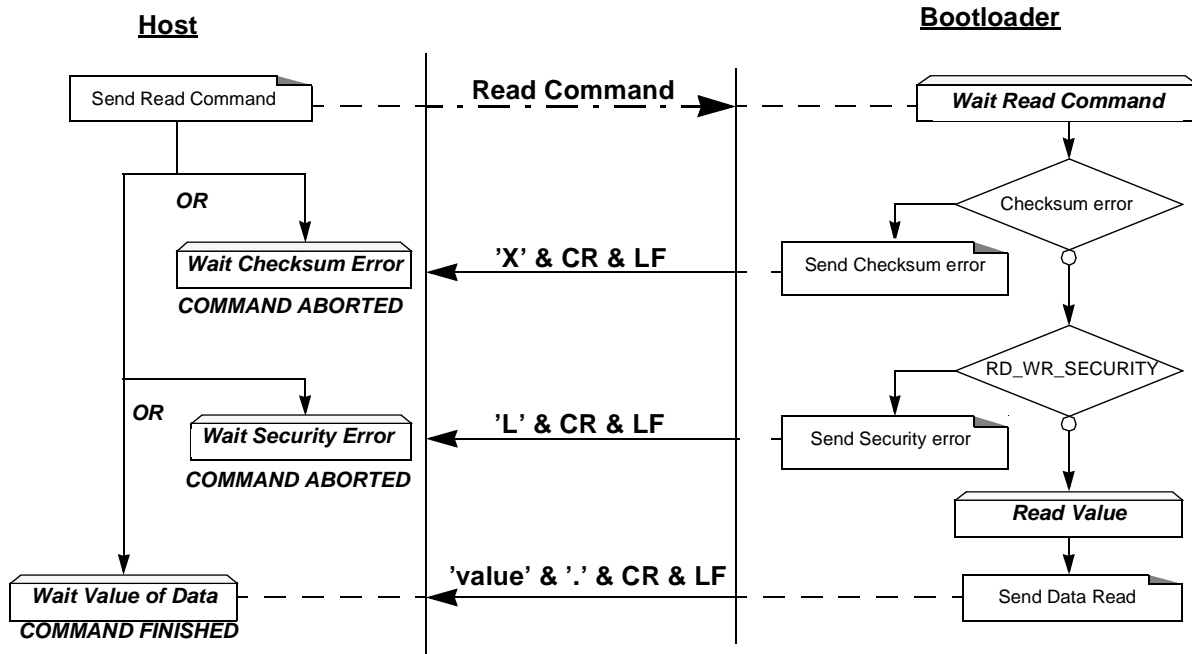 Host
Bootloader
Send Read Command
Read Command
Wait Read Command
OR
Checksum error
Wait Checksum Error
’X’ & CR & LF
Send Checksum error
COMMAND ABORTED
RD_WR_SECURITY
OR
Wait Security Error
’L’ & CR & LF
Send Security error
COMMAND ABORTED
Read Value
Wait Value of Data
’value’ & ’.’ & CR & LF
Send Data Read
COMMAND FINISHED